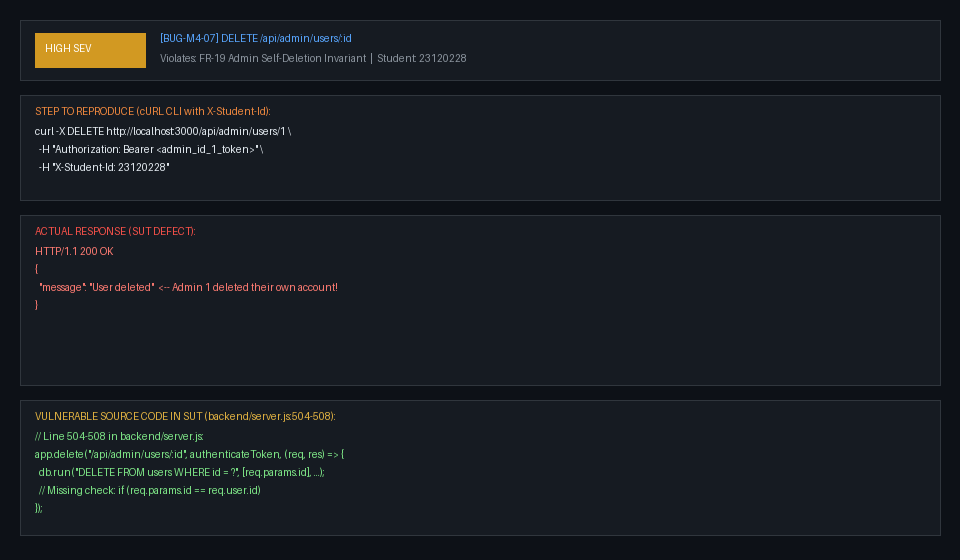 HIGH SEV
[BUG-M4-07] DELETE /api/admin/users/:id
Violates: FR-19 Admin Self-Deletion Invariant | Student: 23120228
STEP TO REPRODUCE (cURL CLI with X-Student-Id):
curl -X DELETE http://localhost:3000/api/admin/users/1 \
-H "Authorization: Bearer <admin_id_1_token>" \
-H "X-Student-Id: 23120228"
ACTUAL RESPONSE (SUT DEFECT):
HTTP/1.1 200 OK
{
"message": "User deleted" <-- Admin 1 deleted their own account!
}
VULNERABLE SOURCE CODE IN SUT (backend/server.js:504-508):
// Line 504-508 in backend/server.js:
app.delete("/api/admin/users/:id", authenticateToken, (req, res) => {
db.run("DELETE FROM users WHERE id = ?", [req.params.id], ...);
// Missing check: if (req.params.id == req.user.id)
});